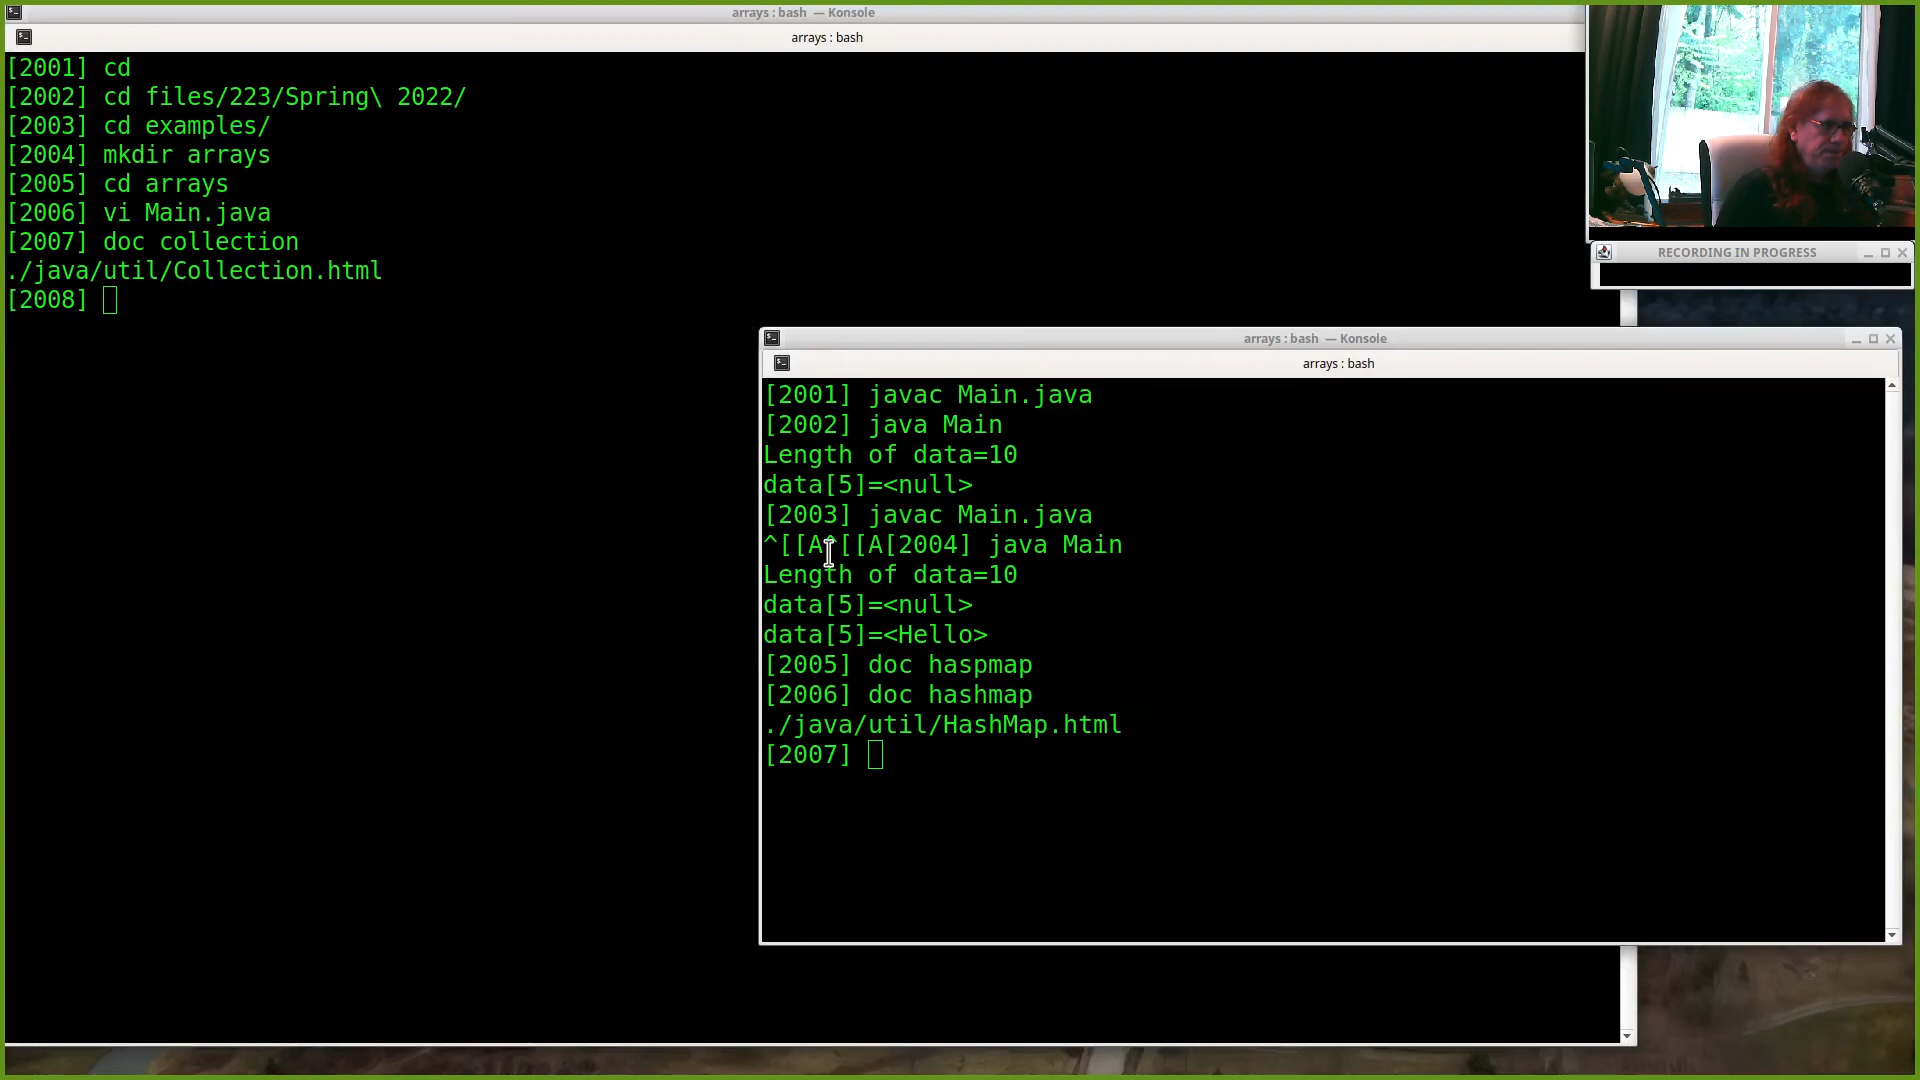 arrays : bash — Konsole
arrays : bash
[2001] cd
[2002] cd files/223/Spring\ 2022/
[2003] cd examples/
[2004] mkdir arrays
[2005] cd arrays
[2006] vi Main.java
[2007] doc collection
./java/util/Collection.html
[2008]
RECORDING IN PROGRESS
arrays : bash — Konsole
arrays : bash
[2001] javac Main.java
[2002] java Main
Length of data=10
data[5]=<null>
[2003] javac Main.java
^[[A^[[A[2004] java Main
Length of data=10
data[5]=<null>
data[5]=<Hello>
[2005] doc haspmap
[2006] doc hashmap
./java/util/HashMap.html
[2007]